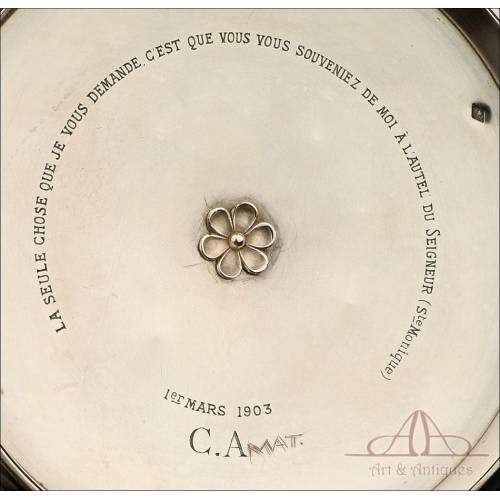 LA SEULE CHOSE QUE JE VOUS DEMANDE, C'EST QUE VOUS VOUS SOUVENIEZ DE MOI À L'AUTEL DU SEIGNEUR (Ste Monique)
1er MARS 1903
C. AMAT.
Art & Antiques